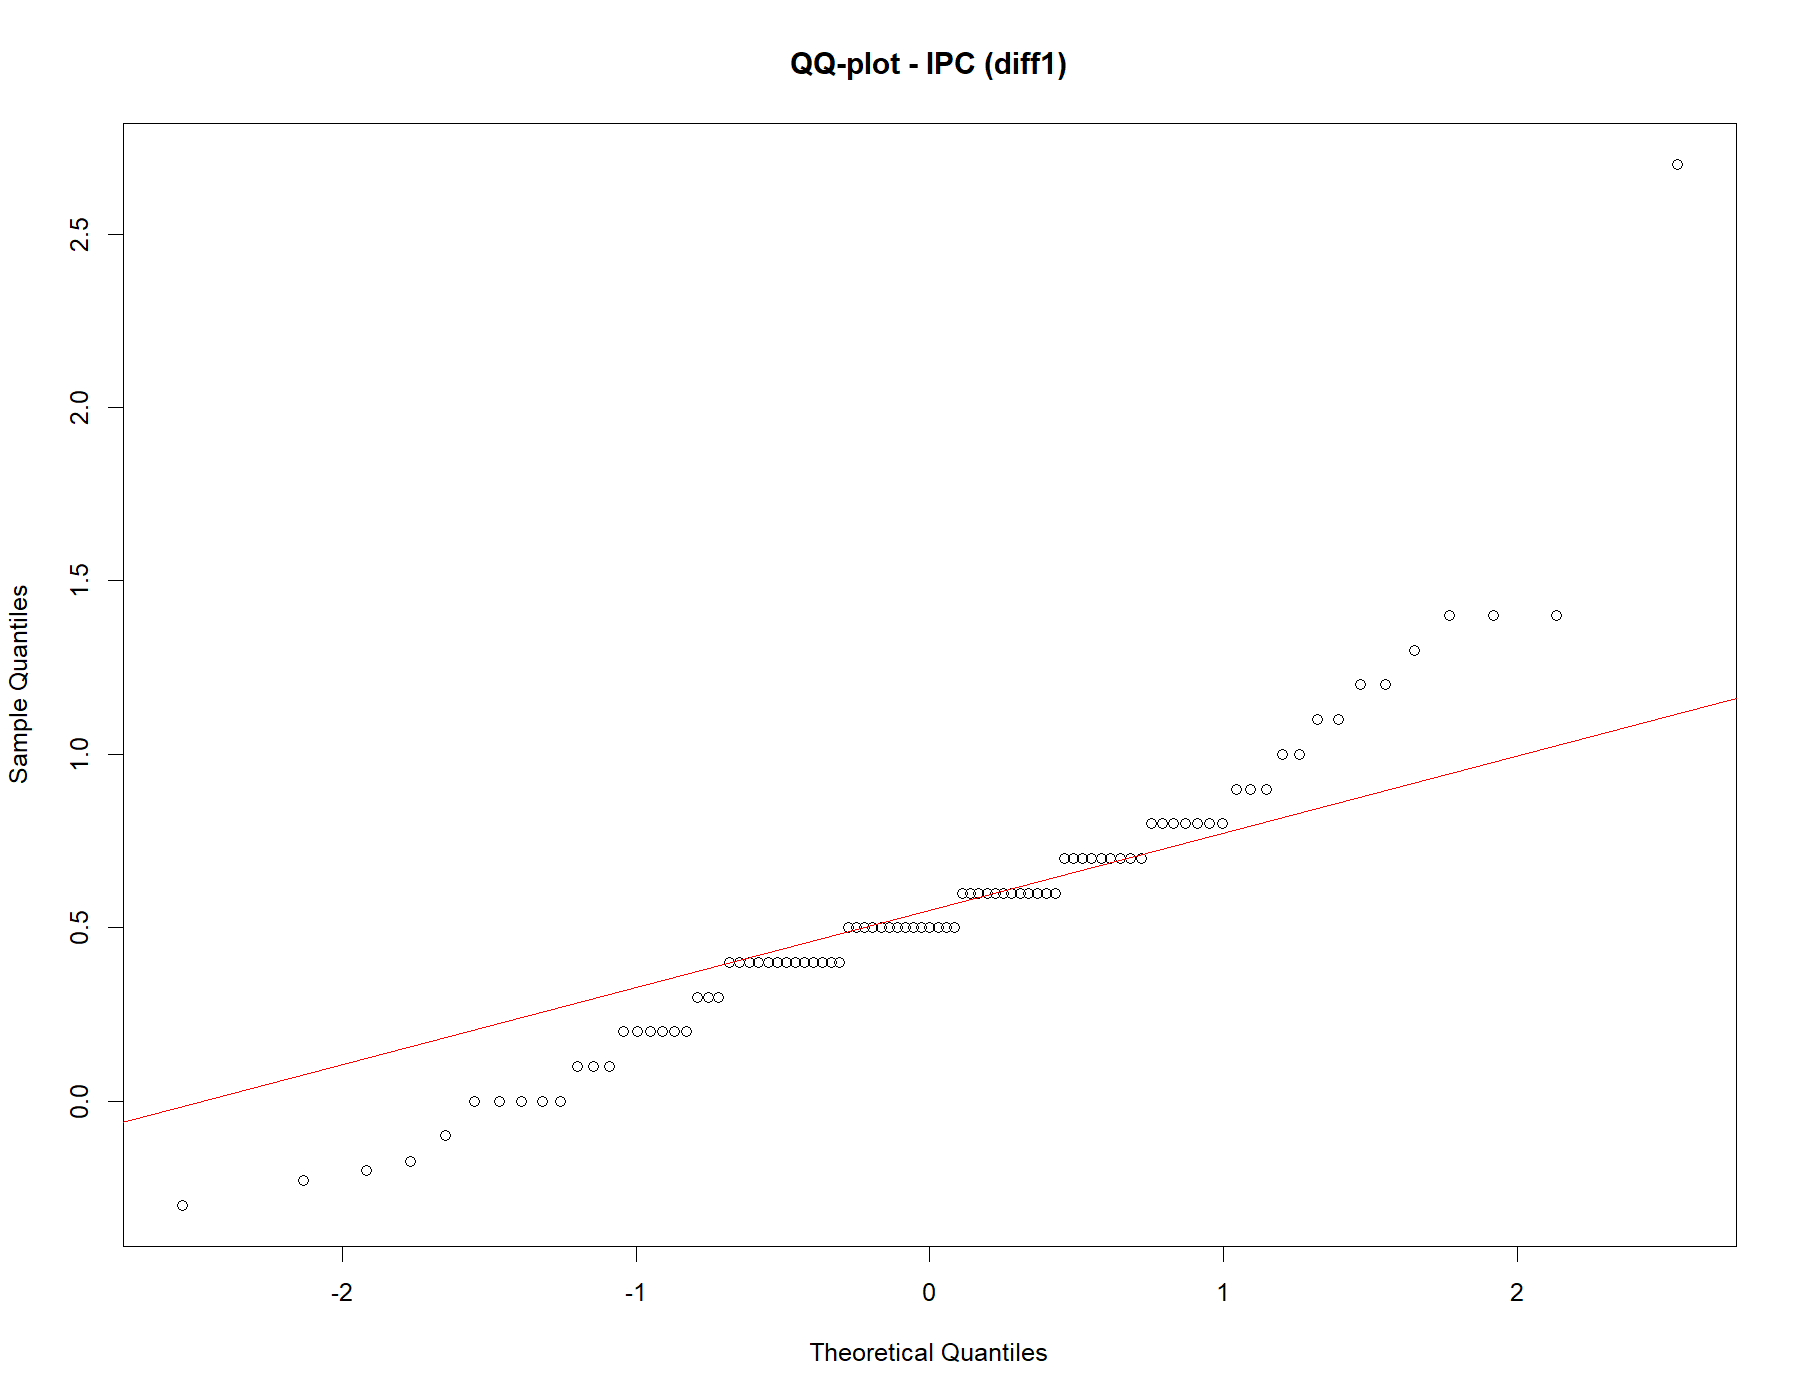 QQ-plot - IPC (diff1)
2.5
2.0
1.5
1.0
0.5
0.0
Sample Quantiles
-2 -1 0 1 2
Theoretical Quantiles